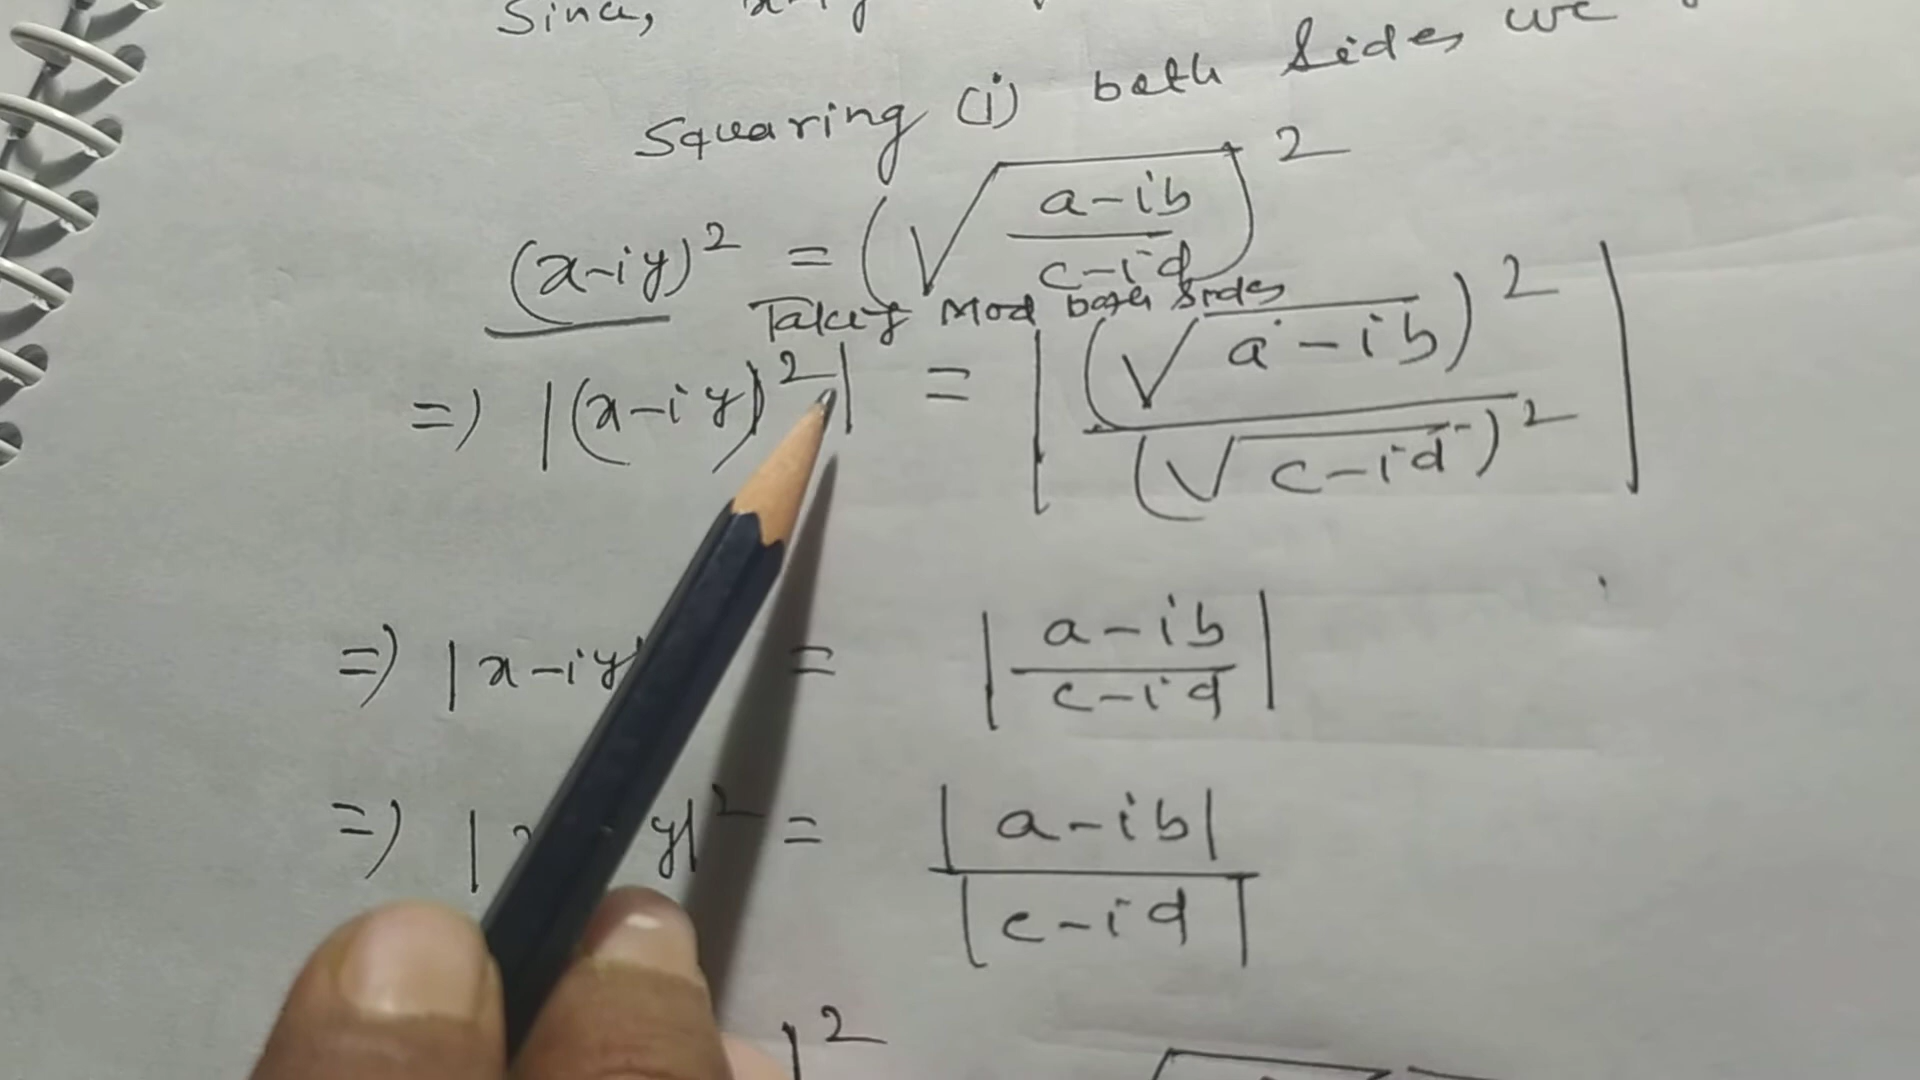 Since,
Squaring (i) both Sides we
(x-iy)² = (√(a-ib)/(c-id))²
Taking Mod both sides
=> |(x-iy)²| = |(√a-ib)²/(√c-id)²|
=> |x-iy| = |a-ib/c-id|
=> | y|² = |a-ib|/|c-id|
|²